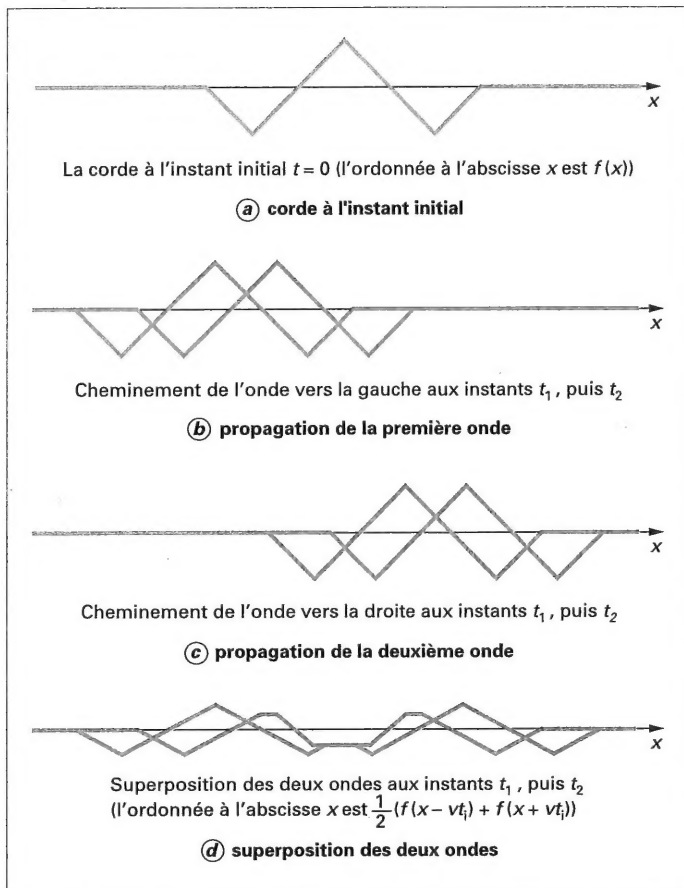 x
La corde à l'instant initial t = 0 (l'ordonnée à l'abscisse x est f (x))
a corde à l'instant initial
x
Cheminement de l'onde vers la gauche aux instants t₁ , puis t₂
b propagation de la première onde
x
Cheminement de l'onde vers la droite aux instants t₁ , puis t₂
c propagation de la deuxième onde
x
Superposition des deux ondes aux instants t₁ , puis t₂
(l'ordonnée à l'abscisse x est 1/2 (f (x – vtᵢ) + f (x + vtᵢ))
d superposition des deux ondes